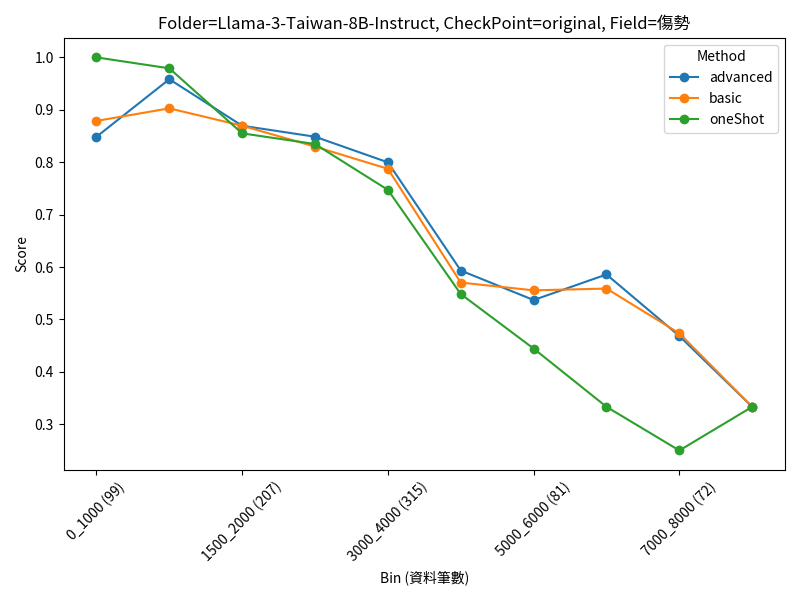 Folder=Llama-3-Taiwan-8B-Instruct, CheckPoint=original, Field=傷勢
Method
advanced
basic
oneShot
Score
1.0
0.9
0.8
0.7
0.6
0.5
0.4
0.3
0_1000 (99)
1500_2000 (207)
3000_4000 (315)
5000_6000 (81)
7000_8000 (72)
Bin (資料筆數)